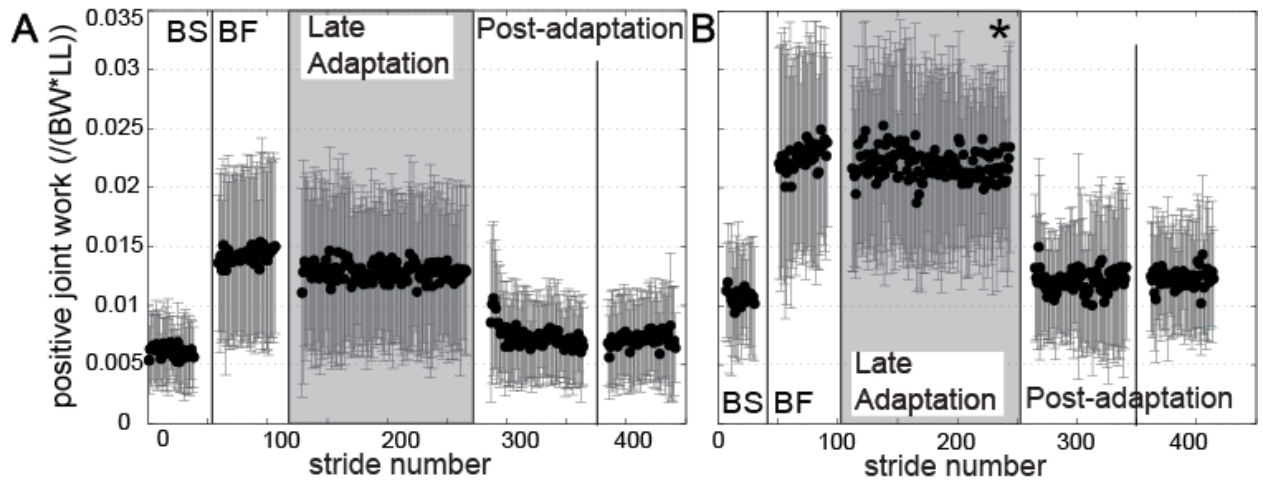 A
BS BF
Late
Adaptation
Post-adaptation
positive joint work (/(BW*LL))
0.035
0.03
0.025
0.02
0.015
0.01
0.005
0
0 100 200 300 400
stride number
B
*
BS BF
Late
Adaptation
Post-adaptation
0 100 200 300 400
stride number